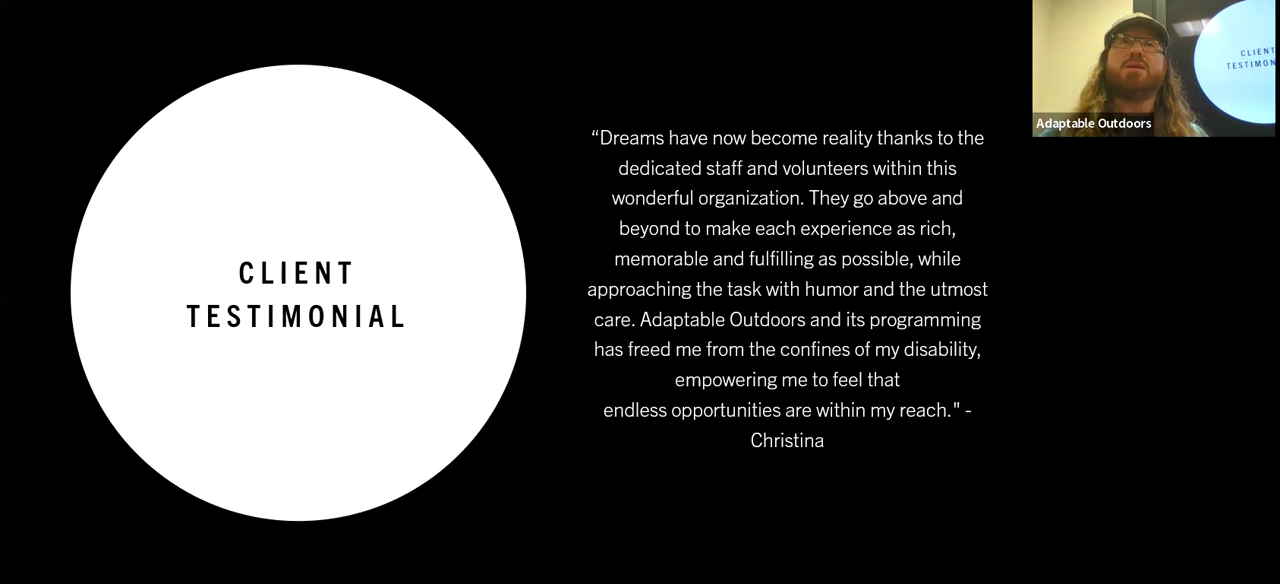 CLIENT
TESTIMONIAL
“Dreams have now become reality thanks to the
dedicated staff and volunteers within this
wonderful organization. They go above and
beyond to make each experience as rich,
memorable and fulfilling as possible, while
approaching the task with humor and the utmost
care. Adaptable Outdoors and its programming
has freed me from the confines of my disability,
empowering me to feel that
endless opportunities are within my reach." -
Christina
CLIENT
TESTIMON
Adaptable Outdoors